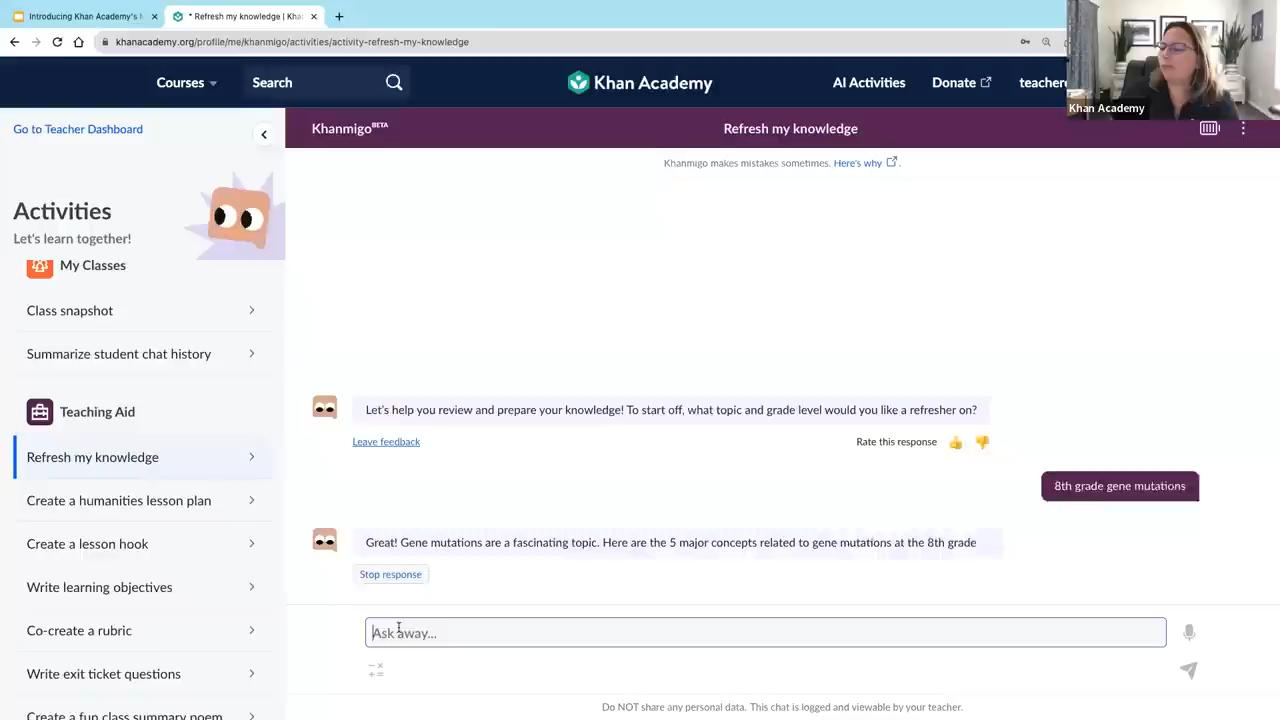 Introducing Khan Academy's
* Refresh my knowledge | Kha
khanacademy.org/profile/me/khanmigo/activities/activity-refresh-my-knowledge
Courses
Search
Khan Academy
AI Activities
Donate
teacher
Khan Academy
Go to Teacher Dashboard
Khanmigo BETA
Refresh my knowledge
Khanmigo makes mistakes sometimes. Here's why .
Activities
Let's learn together!
My Classes
Class snapshot
Summarize student chat history
Teaching Aid
Refresh my knowledge
Create a humanities lesson plan
Create a lesson hook
Write learning objectives
Co-create a rubric
Write exit ticket questions
Create a fun class summary poem
Let's help you review and prepare your knowledge! To start off, what topic and grade level would you like a refresher on?
Leave feedback
Rate this response
8th grade gene mutations
Great! Gene mutations are a fascinating topic. Here are the 5 major concepts related to gene mutations at the 8th grade
Stop response
Ask away...
Do NOT share any personal data. This chat is logged and viewable by your teacher.